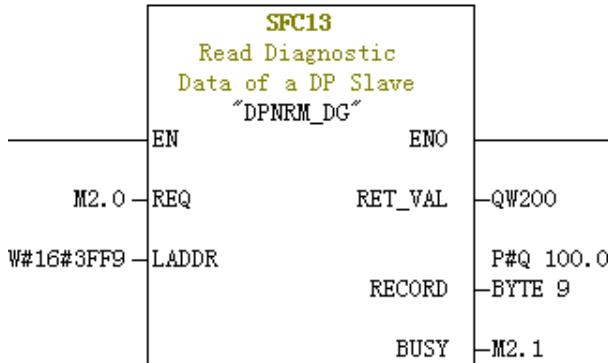 SFC13
Read Diagnostic
Data of a DP Slave
"DPNRM_DG"
EN ENO
M2.0 REQ RET_VAL QW200
W#16#3FF9 LADDR P#Q 100.0
RECORD BYTE 9
BUSY M2.1